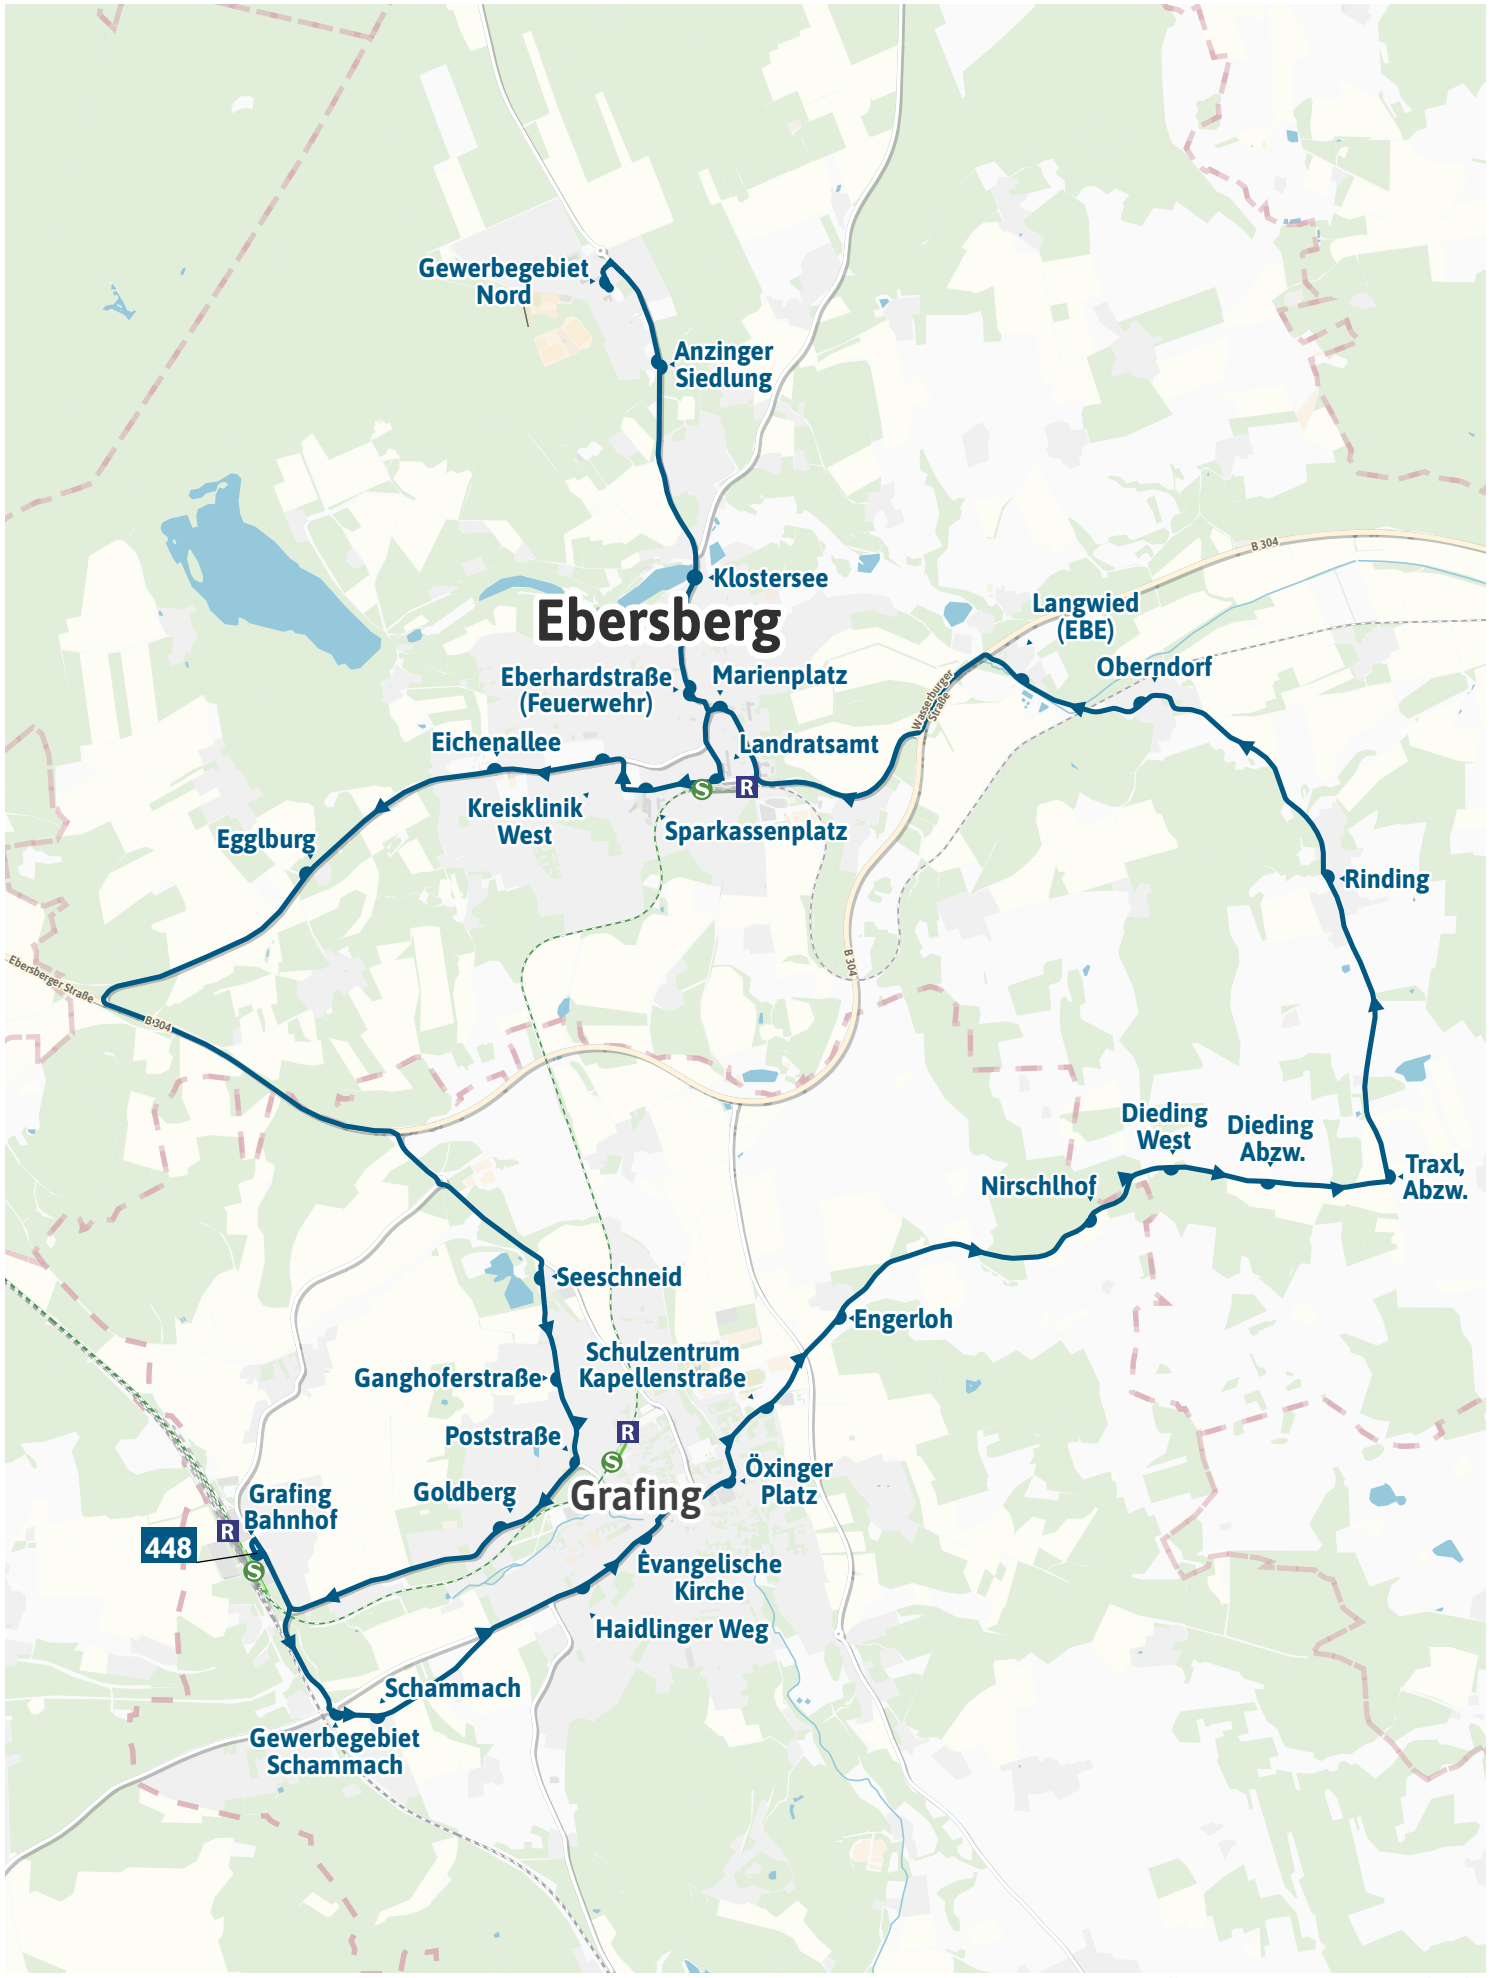 Gewerbegebiet
Nord
Anzinger
Siedlung
Klostersee
Ebersberg
B 304
Langwied
(EBE)
Oberndorf
Eberhardstraße
(Feuerwehr)
Marienplatz
Wasserburger
Straße
Eichenallee
Landratsamt
S
R
Kreisklinik
West
Sparkassenplatz
Egglburg
Rinding
Ebersberger Straße
B 304
B 304
Dieding
West
Dieding
Abzw.
Traxl,
Abzw.
Nirschlhof
Seeschneid
Engerloh
Schulzentrum
Kapellenstraße
Ganghoferstraße
Poststraße
R
S
Öxinger
Platz
Goldberg
Grafing
Grafing
Bahnhof
R
448
S
Evangelische
Kirche
Haidlinger Weg
Schammach
Gewerbegebiet
Schammach